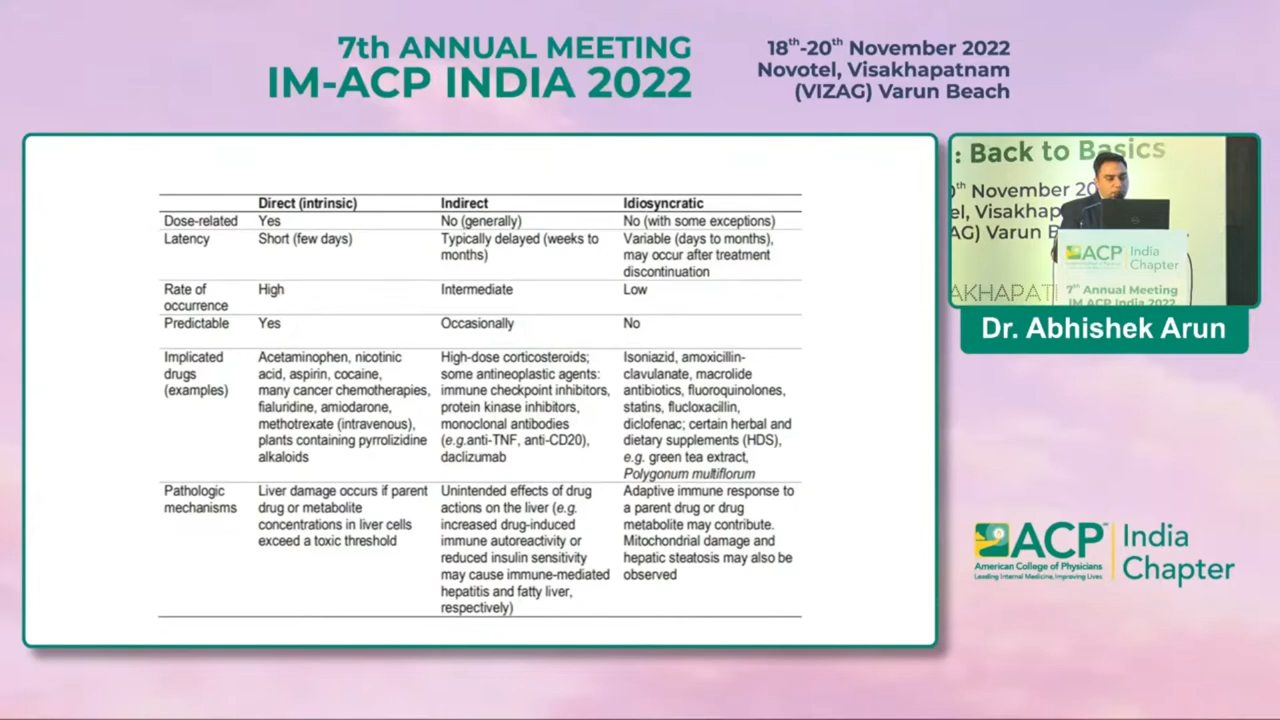 7th ANNUAL MEETING
IM-ACP INDIA 2022
18th-20th November 2022
Novotel, Visakhapatnam
(VIZAG) Varun Beach
Direct (intrinsic) Indirect Idiosyncratic
Dose-related Yes No (generally) No (with some exceptions)
Latency Short (few days) Typically delayed (weeks to Variable (days to months),
months) may occur after treatment
discontinuation
Rate of High Intermediate Low
occurrence
Predictable Yes Occasionally No
Implicated Acetaminophen, nicotinic High-dose corticosteroids; Isoniazid, amoxicillin-
drugs acid, aspirin, cocaine, some antineoplastic agents: clavulanate, macrolide
(examples) many cancer chemotherapies, immune checkpoint inhibitors, antibiotics, fluoroquinolones,
fialuridine, amiodarone, protein kinase inhibitors, statins, flucloxacillin,
methotrexate (intravenous), monoclonal antibodies diclofenac; certain herbal and
plants containing pyrrolizidine (e.g.anti-TNF, anti-CD20), dietary supplements (HDS),
alkaloids daclizumab e.g. green tea extract,
Polygonum multiflorum
Pathologic Liver damage occurs if parent Unintended effects of drug Adaptive immune response to
mechanisms drug or metabolite actions on the liver (e.g. a parent drug or drug
concentrations in liver cells increased drug-induced metabolite may contribute.
exceed a toxic threshold immune autoreactivity or Mitochondrial damage and
reduced insulin sensitivity hepatic steatosis may also be
may cause immune-mediated observed
hepatitis and fatty liver,
respectively)
: Back to Basics
th November 20
el, Visakhap
AG) Varun B
AKHAPAT
ACP India
Chapter
7th Annual Meeting
IM ACP India 2022
Dr. Abhishek Arun
ACP™ India
Chapter
American College of Physicians
Leading Internal Medicine, Improving Lives